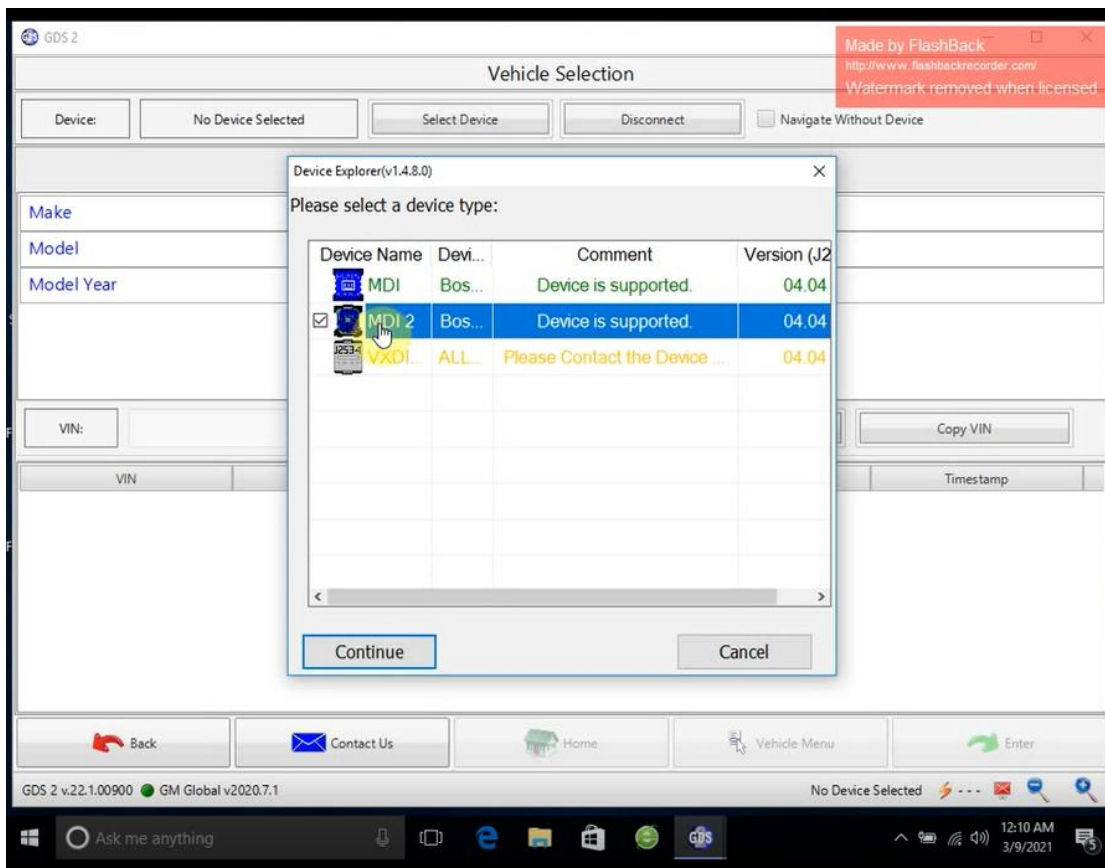 GDS 2
Made by FlashBack
http://www.flashbackrecorder.com/
Watermark removed when licensed
Vehicle Selection
Device:
No Device Selected
Select Device
Disconnect
Navigate Without Device
Device Explorer(v1.4.8.0)
Please select a device type:
Make
Model
Model Year
Device Name Devi... Comment Version (J2
MDI Bos... Device is supported. 04.04
MDI 2 Bos... Device is supported. 04.04
J2534
VXDI... ALL... Please Contact the Device ... 04.04
VIN:
Copy VIN
VIN
Timestamp
Continue
Cancel
Back
Contact Us
Home
Vehicle Menu
Enter
GDS 2 v.22.1.00900 GM Global v2020.7.1
No Device Selected - - -
Ask me anything
GDS
12:10 AM
3/9/2021
5